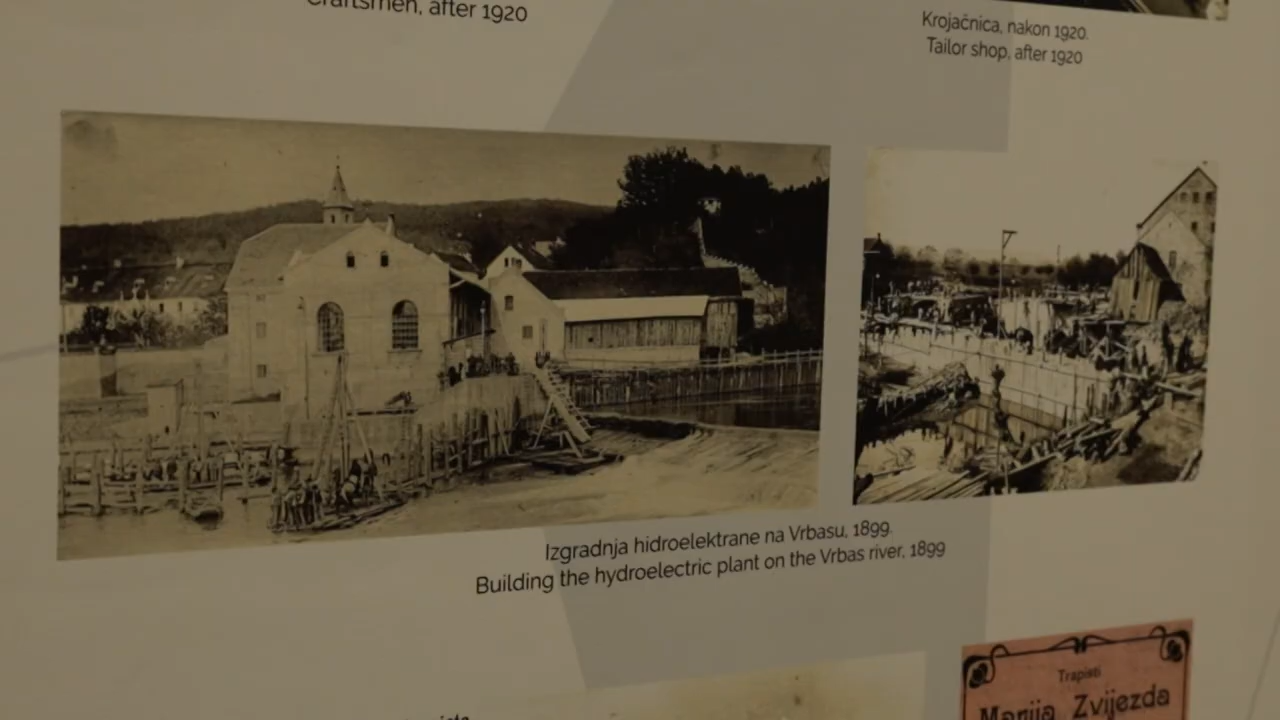 Craftsmen, after 1920
Krojačnica, nakon 1920.
Tailor shop, after 1920
Izgradnja hidroelektrane na Vrbasu, 1899.
Building the hydroelectric plant on the Vrbas river, 1899
Trapisti
Marija Zvijezda